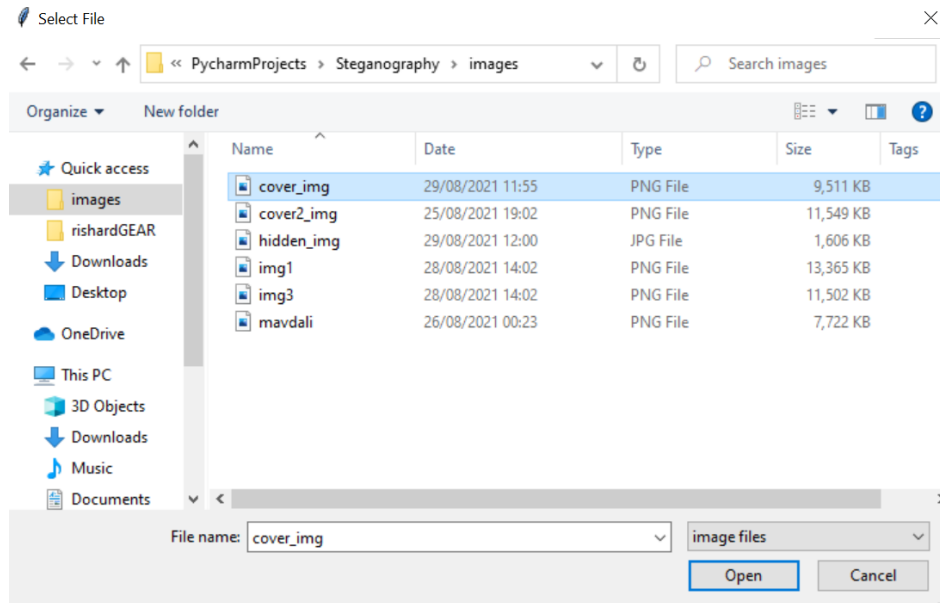 Select File
« PycharmProjects › Steganography › images
Search images
Organize
New folder
?
Name Date Type Size Tags
Quick access
images
rishardGEAR
Downloads
Desktop
OneDrive
This PC
3D Objects
Downloads
Music
Documents
cover_img 29/08/2021 11:55 PNG File 9,511 KB
cover2_img 25/08/2021 19:02 PNG File 11,549 KB
hidden_img 29/08/2021 12:00 JPG File 1,606 KB
img1 28/08/2021 14:02 PNG File 13,365 KB
img3 28/08/2021 14:02 PNG File 11,502 KB
mavdali 26/08/2021 00:23 PNG File 7,722 KB
File name: cover_img
image files
Open Cancel